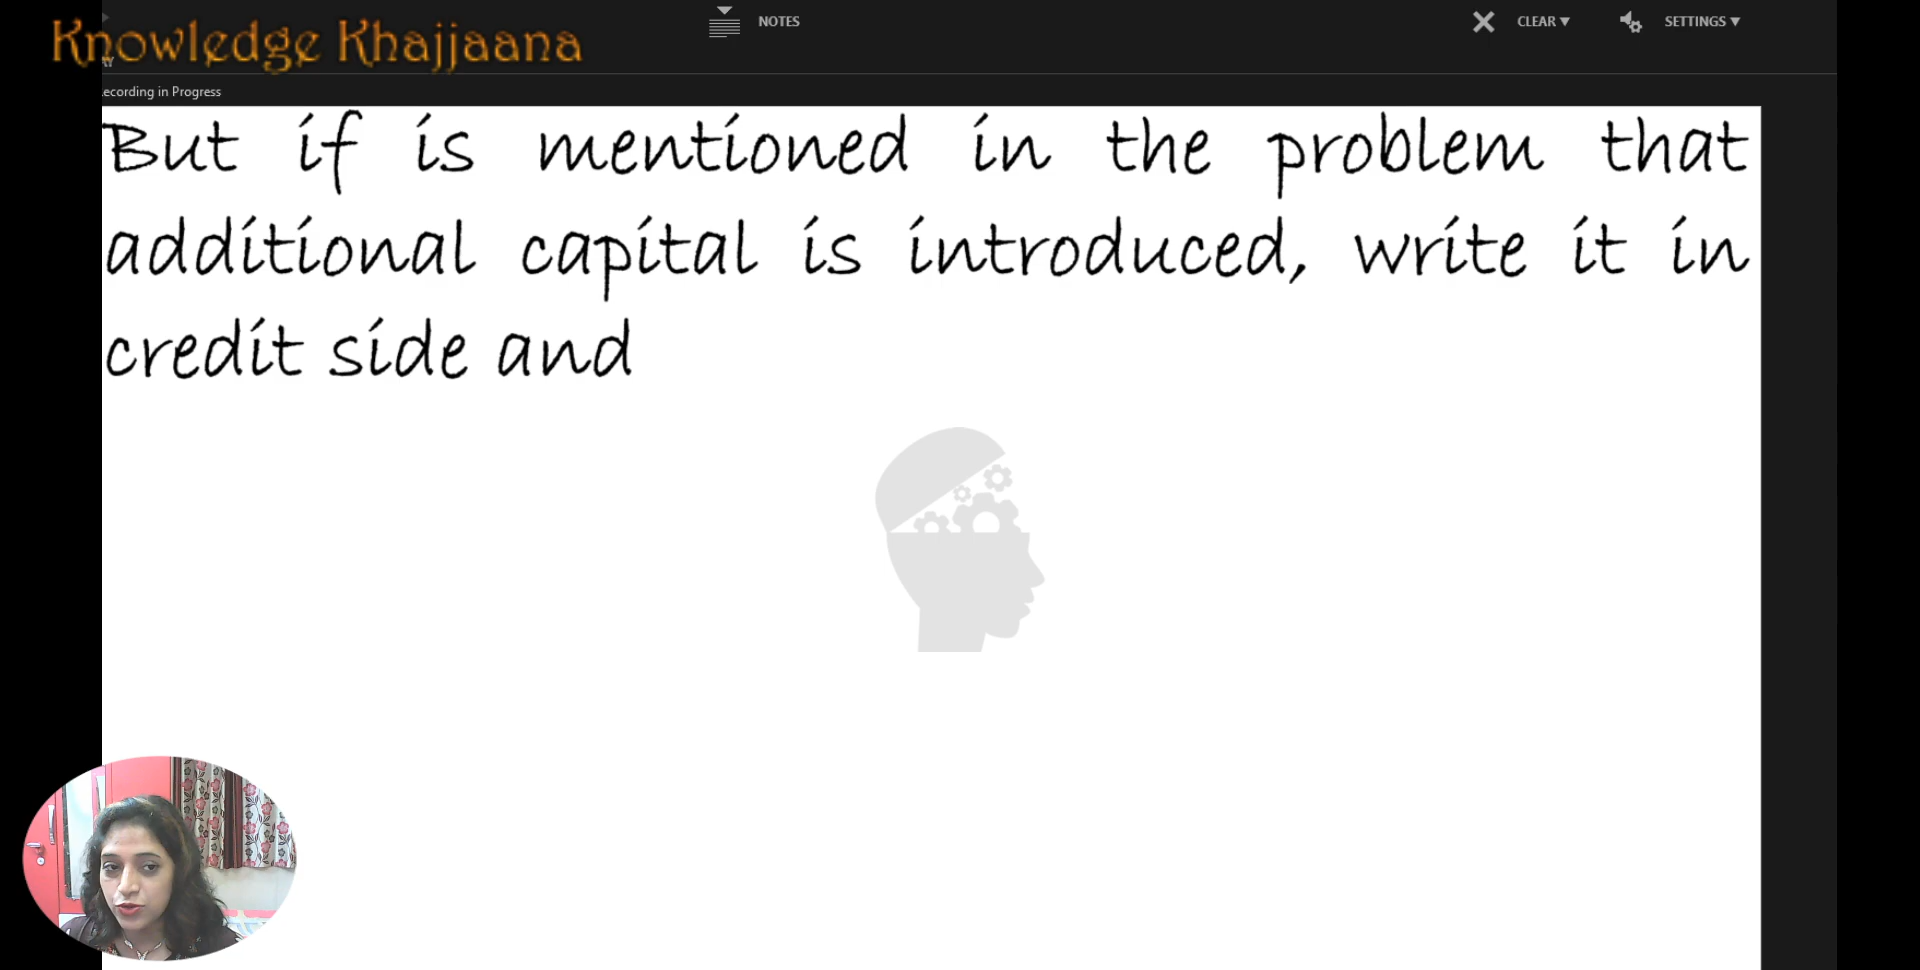 Knowledge Khajjaana
NOTES
CLEAR
SETTINGS
AY
ecording in Progress
But if is mentioned in the problem that
additional capital is introduced, write it in
credit side and